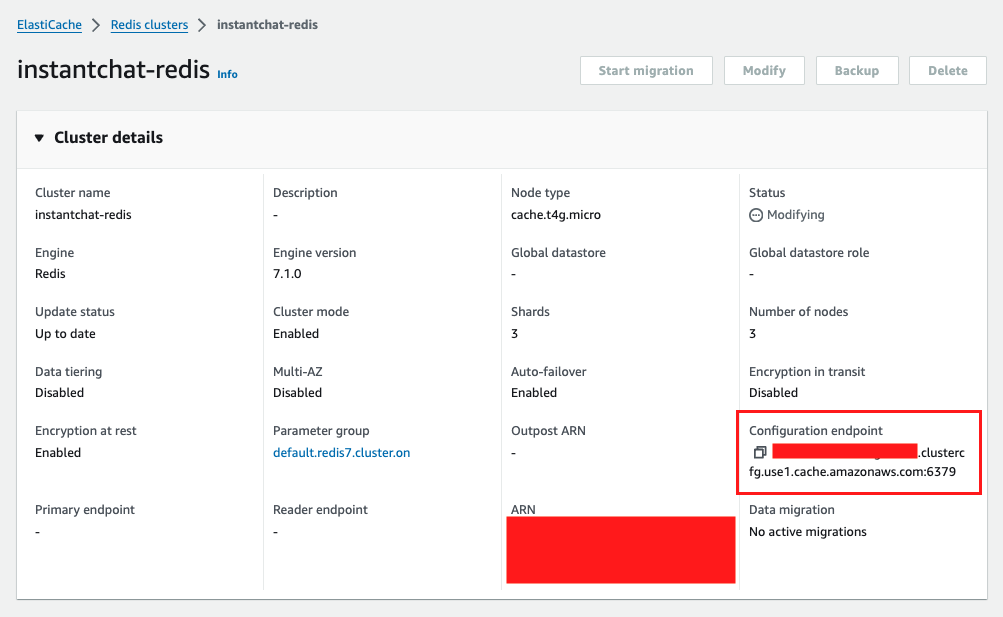 ElastiCache > Redis clusters > instantchat-redis
instantchat-redis Info
Start migration Modify Backup Delete
Cluster details
Cluster name Description Node type Status
instantchat-redis - cache.t4g.micro Modifying
Engine Engine version Global datastore Global datastore role
Redis 7.1.0 - -
Update status Cluster mode Shards Number of nodes
Up to date Enabled 3 3
Data tiering Multi-AZ Auto-failover Encryption in transit
Disabled Disabled Enabled Disabled
Encryption at rest Parameter group Outpost ARN Configuration endpoint
Enabled default.redis7.cluster.on - .clusterc
fg.use1.cache.amazonaws.com:6379
Primary endpoint Reader endpoint ARN Data migration
- - No active migrations